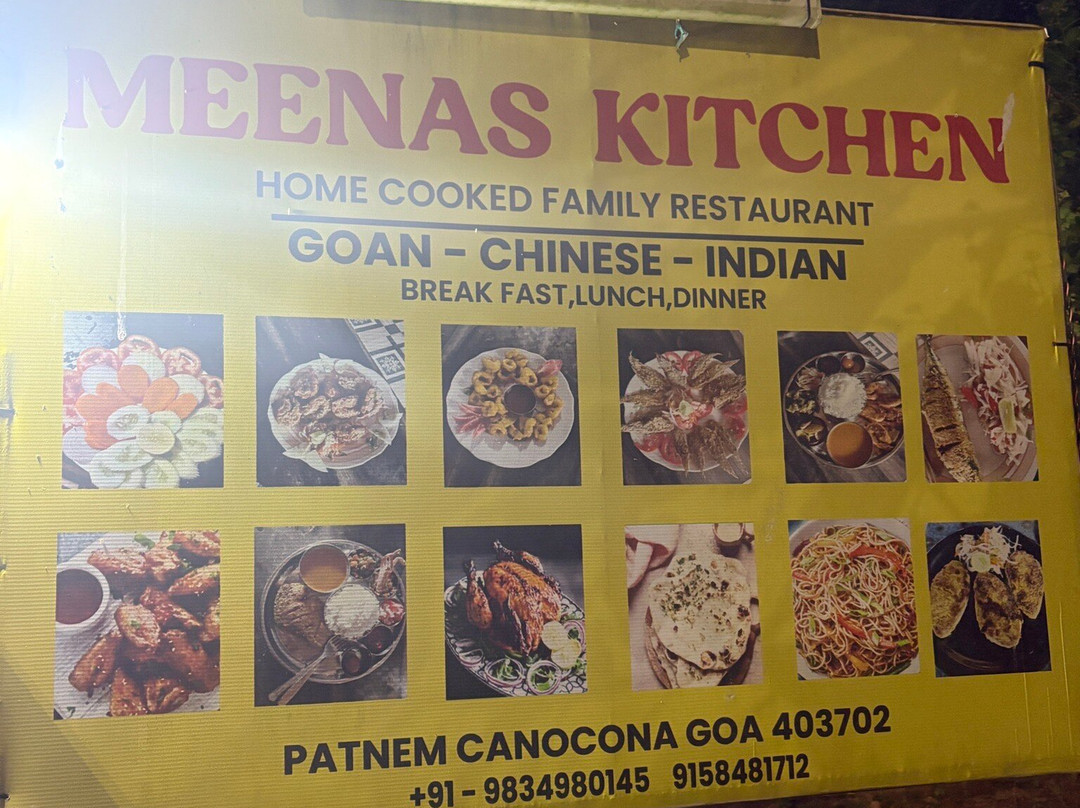 MEENAS KITCHEN
HOME COOKED FAMILY RESTAURANT
GOAN - CHINESE - INDIAN
BREAK FAST,LUNCH,DINNER
PATNEM CANOCONA GOA 403702
+91 - 9834980145 9158481712